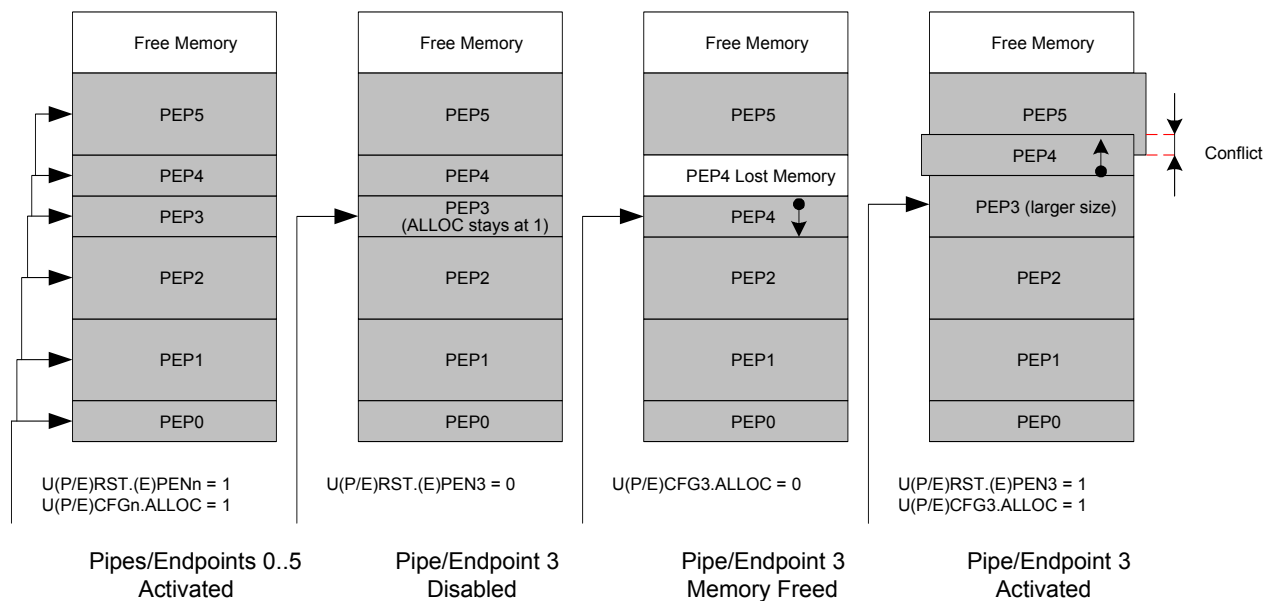 Free Memory
PEP5
PEP4
PEP3
PEP2
PEP1
PEP0
U(P/E)RST.(E)PENn = 1
U(P/E)CFGn.ALLOC = 1
Pipes/Endpoints 0..5
Activated
Free Memory
PEP5
PEP4
PEP3
(ALLOC stays at 1)
PEP2
PEP1
PEP0
U(P/E)RST.(E)PEN3 = 0
Pipe/Endpoint 3
Disabled
Free Memory
PEP5
PEP4 Lost Memory
PEP4
PEP2
PEP1
PEP0
U(P/E)CFG3.ALLOC = 0
Pipe/Endpoint 3
Memory Freed
Free Memory
PEP5
PEP4
Conflict
PEP3 (larger size)
PEP2
PEP1
PEP0
U(P/E)RST.(E)PEN3 = 1
U(P/E)CFG3.ALLOC = 1
Pipe/Endpoint 3
Activated